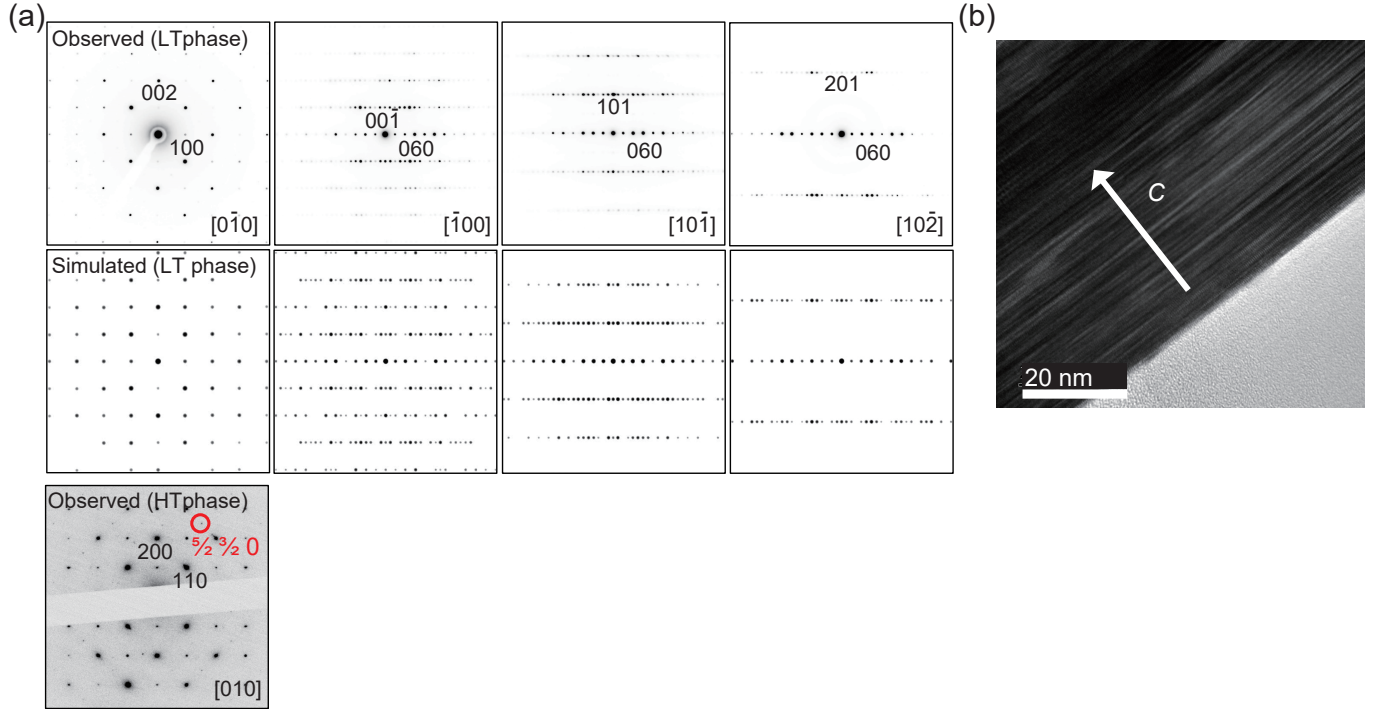 (a)
(b)
Observed (LTphase)
002
100
[01̄0]
001̄
060
[1̄00]
101
060
[101̄]
201
060
[102̄]
Simulated (LT phase)
Observed (HTphase)
⁵⁄₂ ³⁄₂ 0
200
110
[010]
C
20 nm